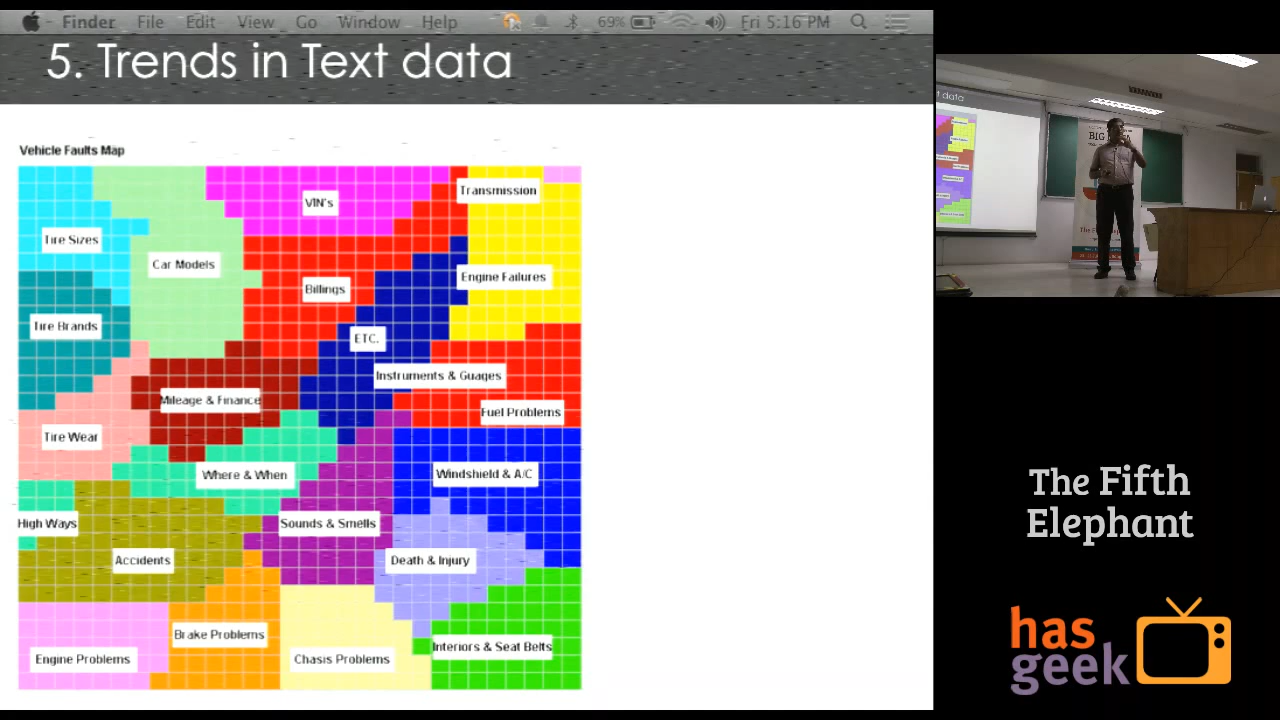 Finder File Edit View Go Window Help 69% Fri 5:16 PM
5. Trends in Text data
Vehicle Faults Map
Transmission
VIN's
Tire Sizes
Car Models
Engine Failures
Billings
Tire Brands
ETC.
Instruments & Guages
Mileage & Finance
Fuel Problems
Tire Wear
Where & When
Windshield & A/C
High Ways
Sounds & Smells
Accidents
Death & Injury
Brake Problems
Interiors & Seat Belts
Engine Problems
Chasis Problems
t data
BIG
The Fifth
Elephant
has
geek